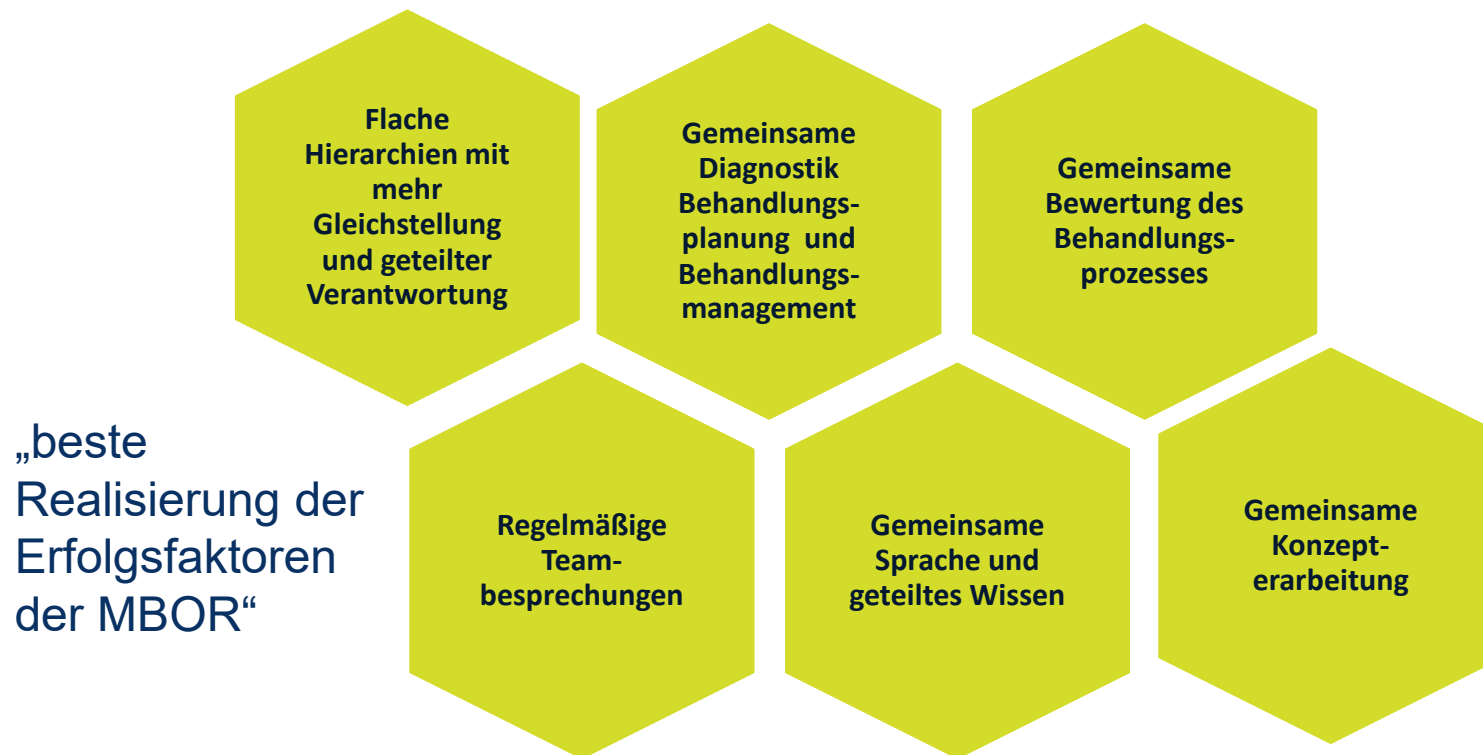 Flache
Hierarchien mit
mehr
Gleichstellung
und geteilter
Verantwortung
Gemeinsame
Diagnostik
Behandlungs-
planung und
Behandlungs-
management
Gemeinsame
Bewertung des
Behandlungs-
prozesses
„beste
Realisierung der
Erfolgsfaktoren
der MBOR“
Regelmäßige
Team-
besprechungen
Gemeinsame
Sprache und
geteiltes Wissen
Gemeinsame
Konzept-
erarbeitung